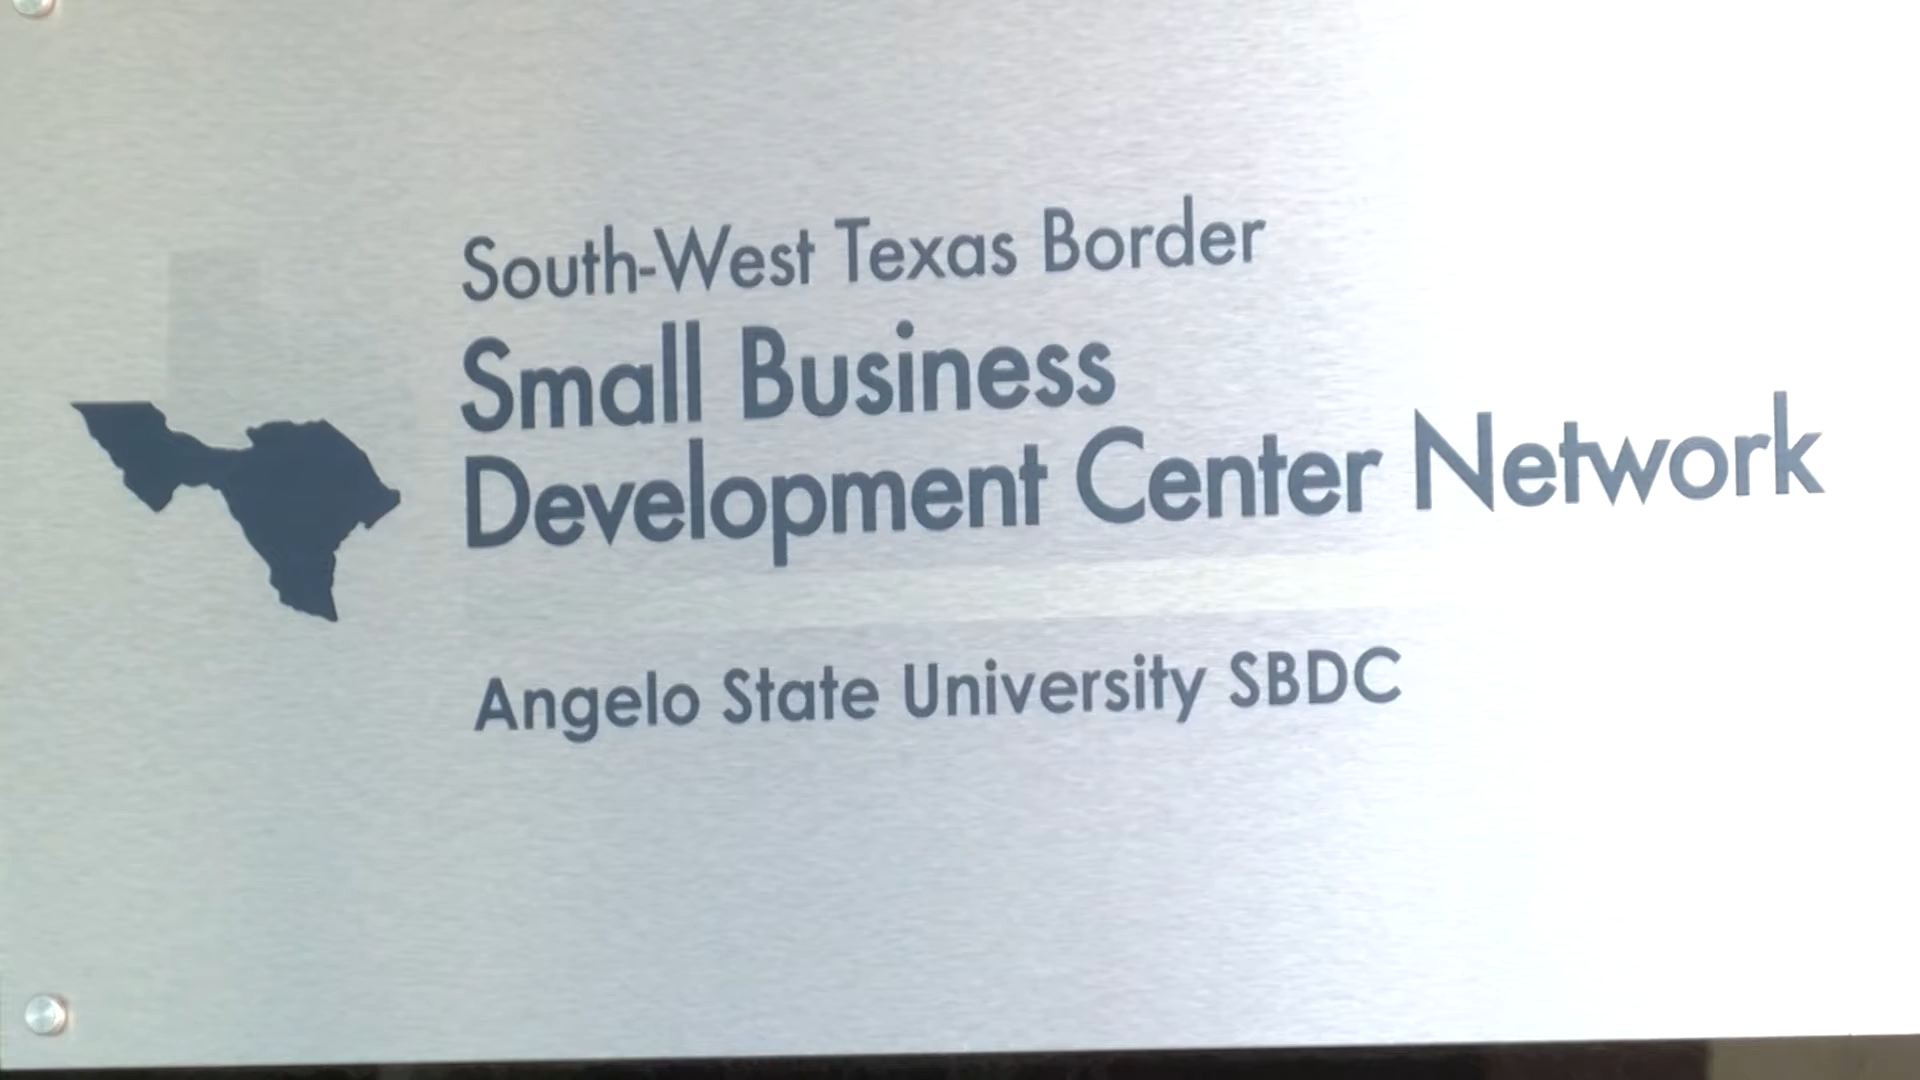 South-West Texas Border
Small Business
Development Center Network
Angelo State University SBDC